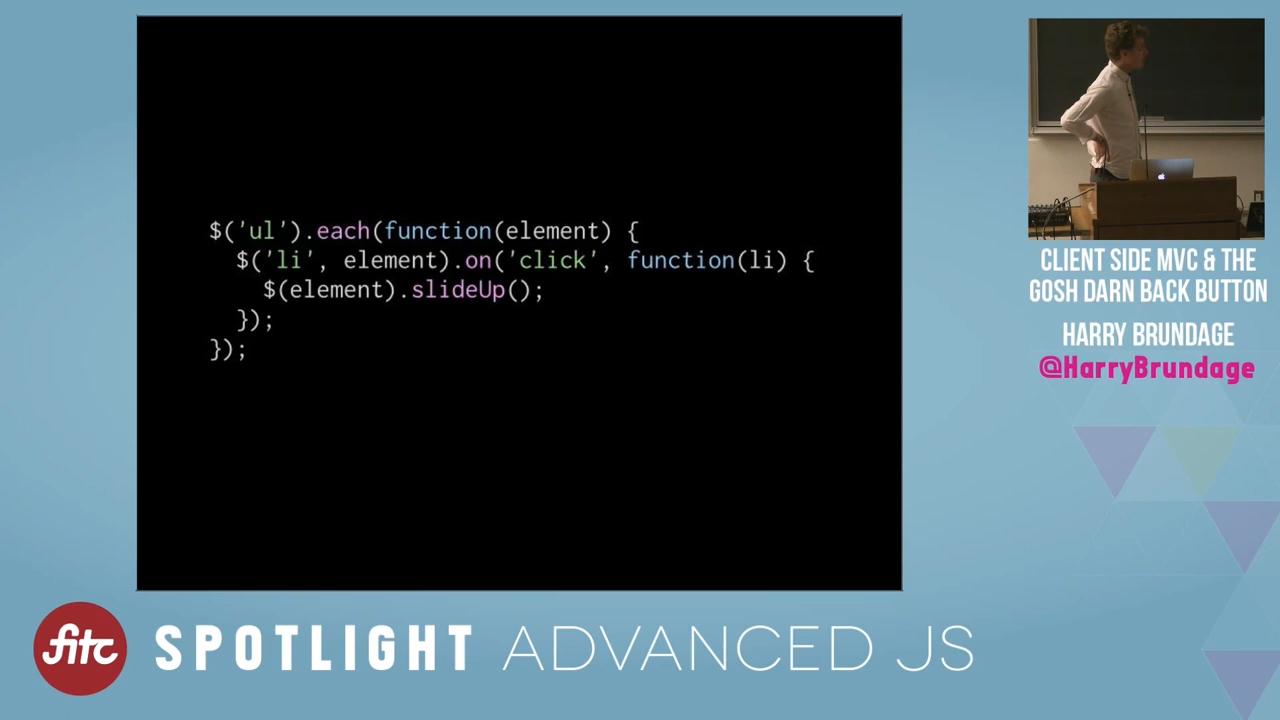 $('ul').each(function(element) {
  $('li', element).on('click', function(li) {
    $(element).slideUp();
  });
});
CLIENT SIDE MVC & THE
GOSH DARN BACK BUTTON
HARRY BRUNDAGE
@HarryBrundage
fitc
SPOTLIGHT ADVANCED JS